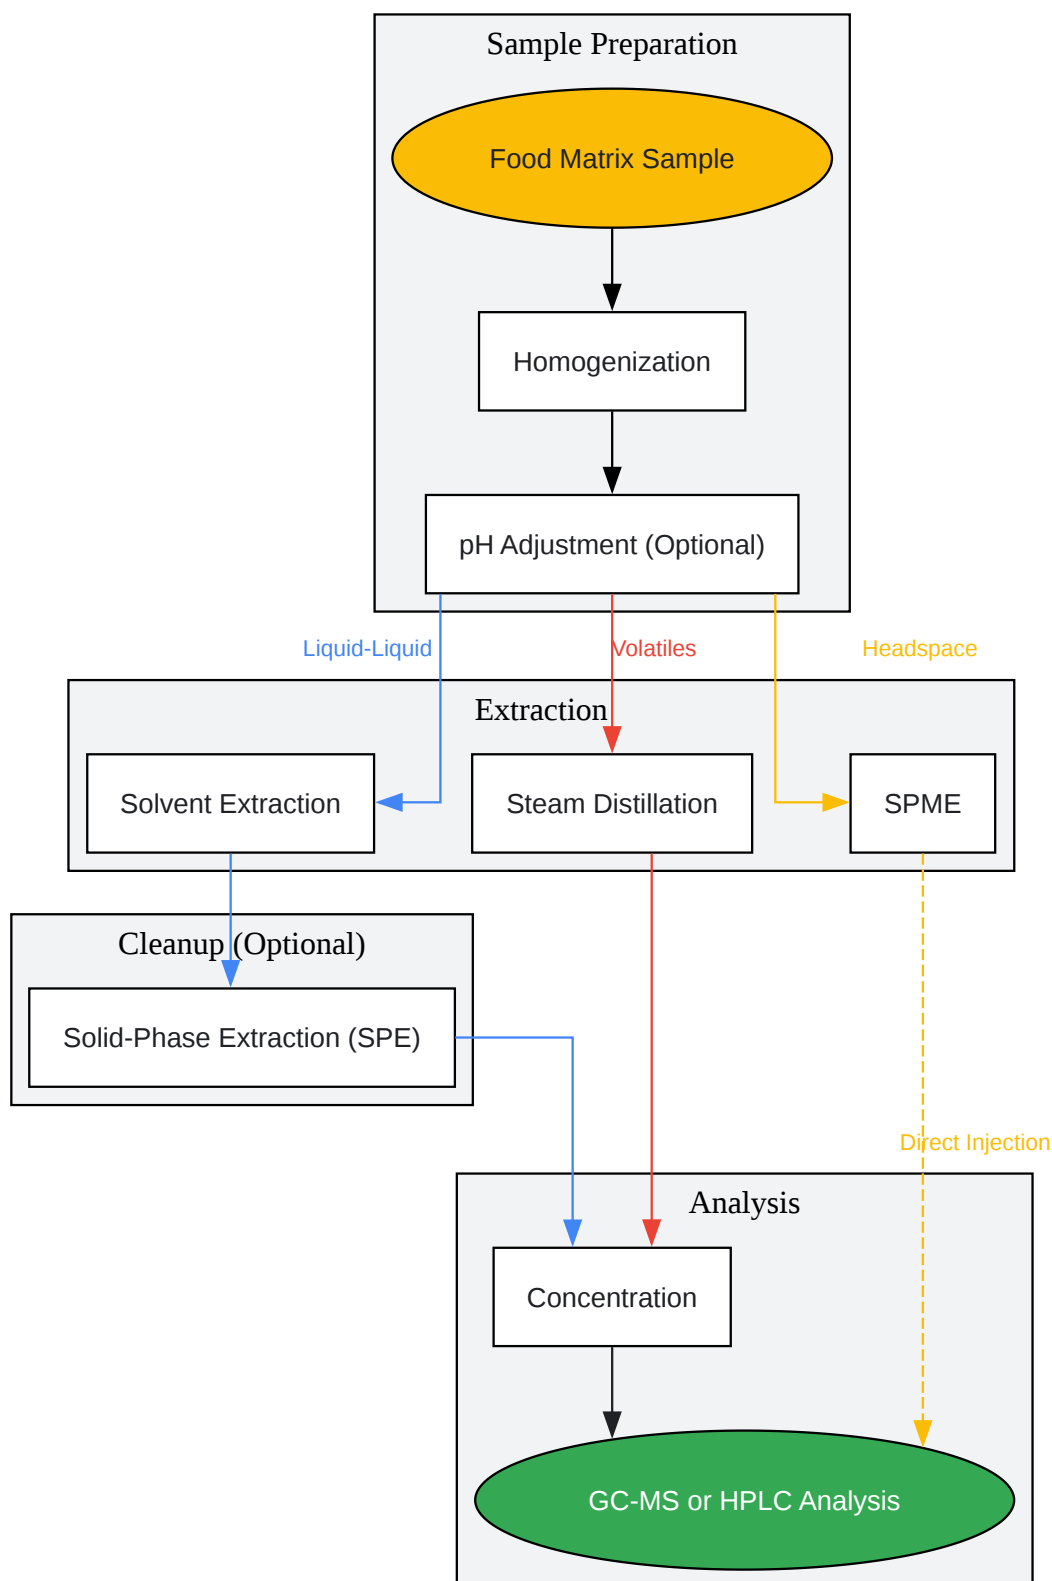 Sample Preparation
Food Matrix Sample
Homogenization
pH Adjustment (Optional)
Liquid-Liquid
Volatiles
Headspace
Extraction
Solvent Extraction
Steam Distillation
SPME
Cleanup (Optional)
Solid-Phase Extraction (SPE)
Direct Injection
Analysis
Concentration
GC-MS or HPLC Analysis